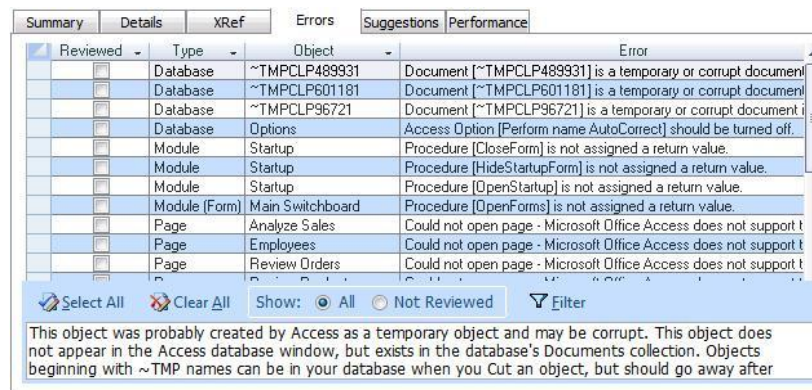 Summary Details XRef Errors Suggestions Performance
Reviewed Type Object Error
Database ~TMPCLP489931 Document [~TMPCLP489931] is a temporary or corrupt document
Database ~TMPCLP601181 Document [~TMPCLP601181] is a temporary or corrupt document
Database ~TMPCLP96721 Document [~TMPCLP96721] is a temporary or corrupt document i
Database Options Access Option [Perform name AutoCorrect] should be turned off.
Module Startup Procedure [CloseForm] is not assigned a return value.
Module Startup Procedure [HideStartupForm] is not assigned a return value.
Module Startup Procedure [OpenStartup] is not assigned a return value.
Module (Form) Main Switchboard Procedure [OpenForms] is not assigned a return value.
Page Analyze Sales Could not open page - Microsoft Office Access does not support t
Page Employees Could not open page - Microsoft Office Access does not support t
Page Review Orders Could not open page - Microsoft Office Access does not support t
Select All Clear All Show: All Not Reviewed Filter
This object was probably created by Access as a temporary object and may be corrupt. This object does
not appear in the Access database window, but exists in the database's Documents collection. Objects
beginning with ~TMP names can be in your database when you Cut an object, but should go away after